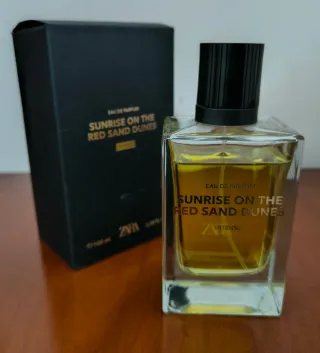 EAU DE PARFUM
SUNRISE ON THE
RED SAND DUNES
ZARA
EAU DE PARFUM
SUNRISE ON THE
RED SAND DUNES
ZARA
INTENSE